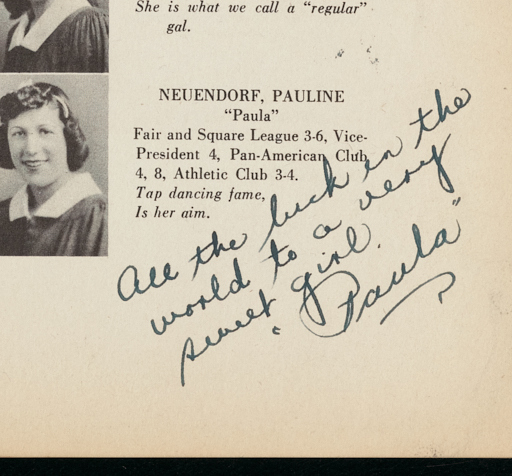 She is what we call a "regular"
gal.
NEUENDORF, PAULINE
"Paula"
Fair and Square League 3-6, Vice-
President 4, Pan-American Club
4, 8, Athletic Club 3-4.
Tap dancing fame,
Is her aim.
All the luck in the
world to a very
sweet girl.
"Paula"